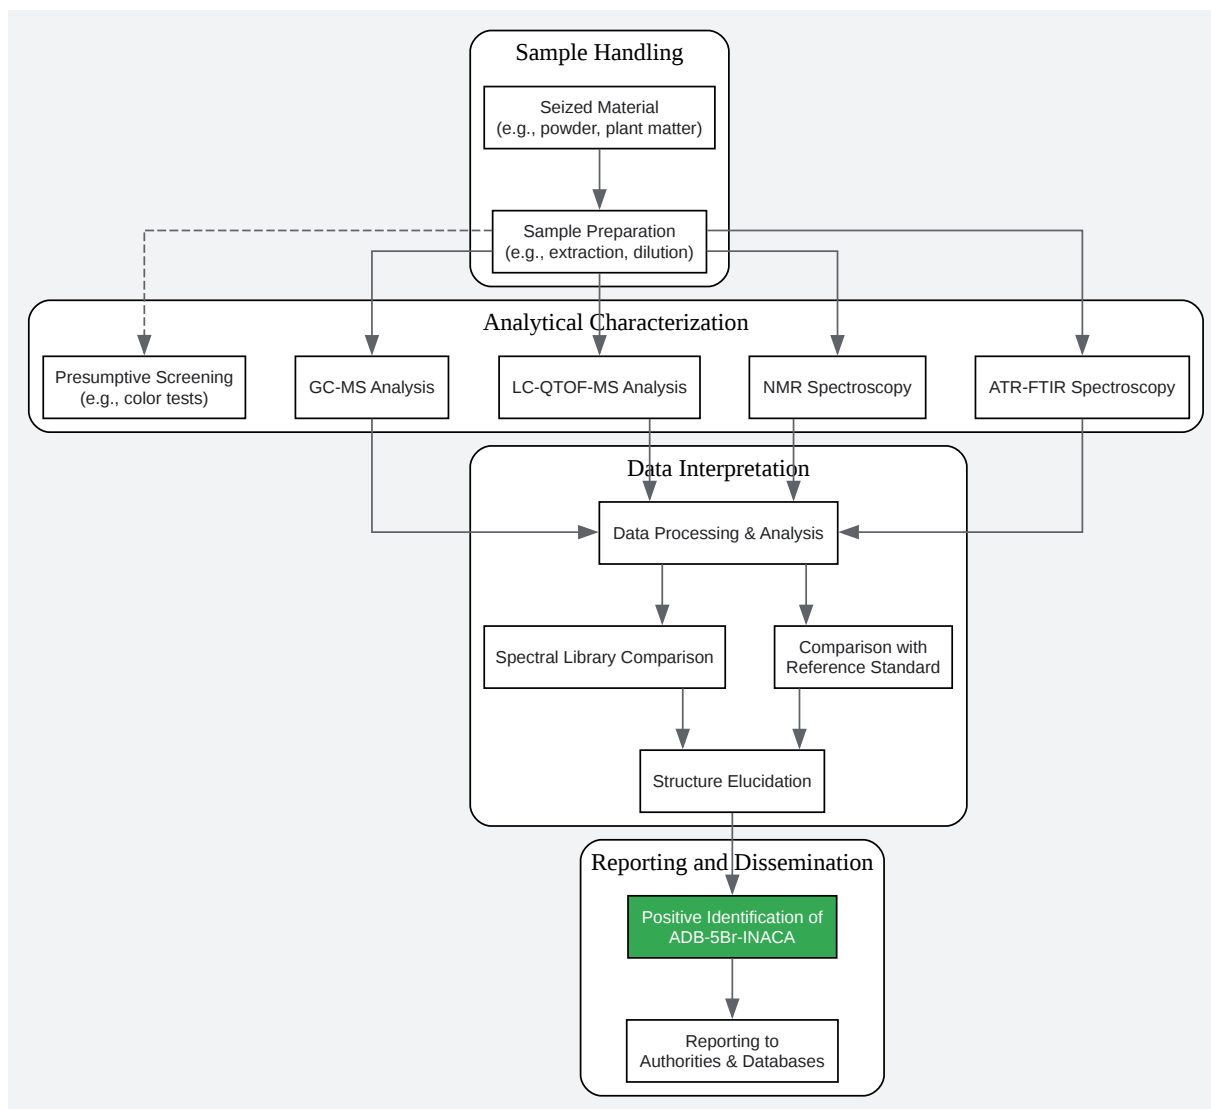 Sample Handling
Seized Material
(e.g., powder, plant matter)
Sample Preparation
(e.g., extraction, dilution)
Analytical Characterization
Presumptive Screening
(e.g., color tests)
GC-MS Analysis
LC-QTOF-MS Analysis
NMR Spectroscopy
ATR-FTIR Spectroscopy
Data Interpretation
Data Processing & Analysis
Spectral Library Comparison
Comparison with
Reference Standard
Structure Elucidation
Reporting and Dissemination
Positive Identification of
ADB-5Br-INACA
Reporting to
Authorities & Databases